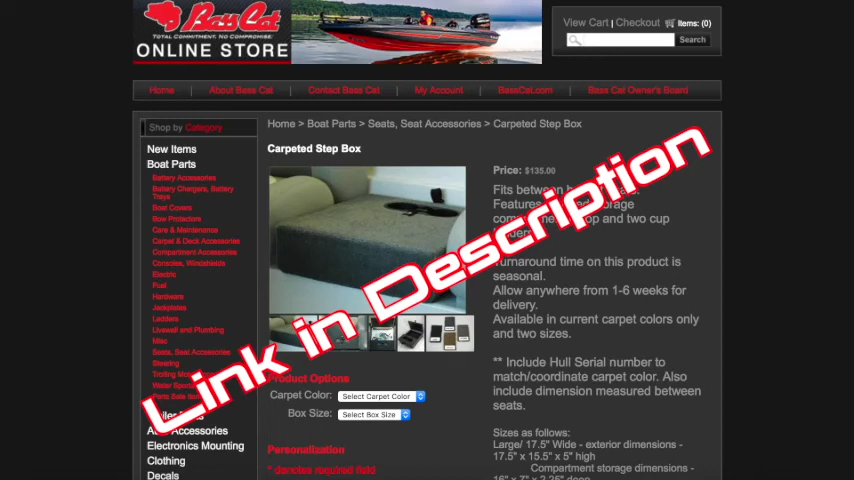 Bass Cat
TOTAL COMMITMENT. NO COMPROMISE.
ONLINE STORE
View Cart | Checkout Items: (0)
Search
Home | About Bass Cat | Contact Bass Cat | My Account | BassCat.com | Bass Cat Owner's Board
Shop by Category
New Items
Boat Parts
Battery Accessories
Battery Chargers, Battery
Trays
Boat Covers
Bow Protectors
Care & Maintenance
Carpet & Deck Accessories
Compartment Accessories
Consoles, Windshields
Electric
Fuel
Hardware
Jackplates
Ladders
Livewell and Plumbing
Misc
Seats, Seat Accessories
Steering
Trolling
Water
Parts Sale
Accessories
Electronics Mounting
Clothing
Decals
Home > Boat Parts > Seats, Seat Accessories > Carpeted Step Box
Carpeted Step Box
Product Options
Carpet Color: Select Carpet Color
Box Size: Select Box Size
Personalization
* denotes required field
Price: $135.00
Fits between
Features
and two cup
Turnaround time on this product is
seasonal.
Allow anywhere from 1-6 weeks for
delivery.
Available in current carpet colors only
and two sizes.
** Include Hull Serial number to
match/coordinate carpet color. Also
include dimension measured between
seats.
Sizes as follows:
Large/ 17.5" Wide - exterior dimensions -
17.5" x 15.5" x 5" high
Compartment storage dimensions -
16" x 7" x 2.25" deep
Link in Description